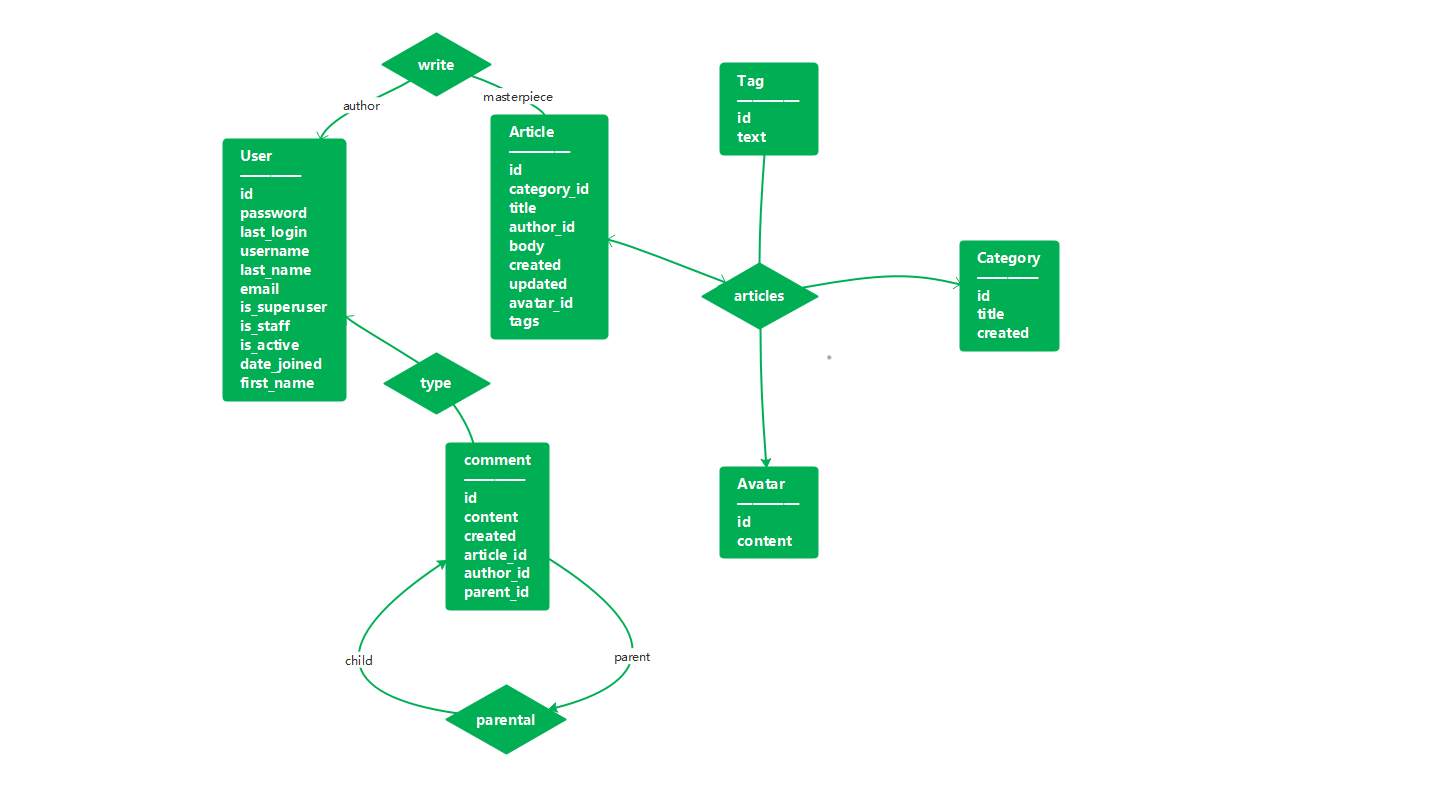 write
author
masterpiece
User
id
password
last_login
username
last_name
email
is_superuser
is_staff
is_active
date_joined
first_name
Article
id
category_id
title
author_id
body
created
updated
avatar_id
tags
Tag
id
text
articles
Category
id
title
created
type
comment
id
content
created
article_id
author_id
parent_id
Avatar
id
content
child
parent
parental